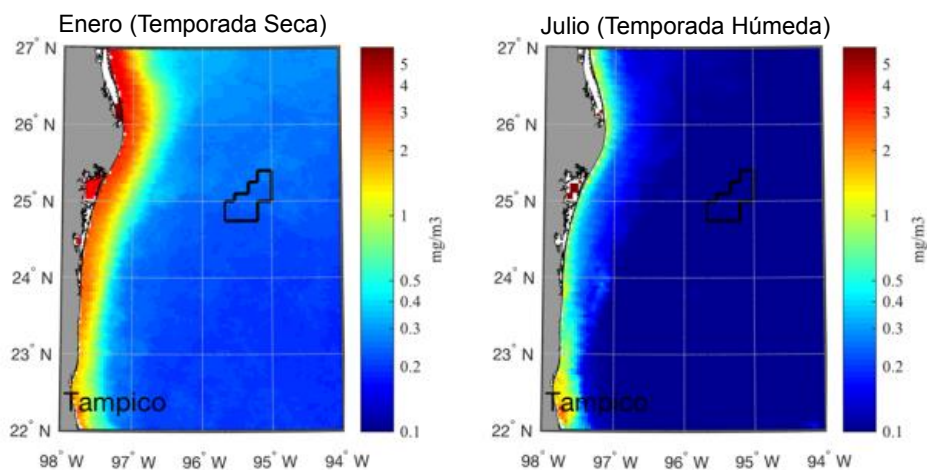 Enero (Temporada Seca)
27° N
26° N
25° N
24° N
23° N
22° N
Tampico
98° W
97° W
96° W
95° W
94° W
5
4
3
2
1
0.5
0.4
0.3
0.2
0.1
mg/m3
Julio (Temporada Húmeda)
27° N
26° N
25° N
24° N
23° N
22° N
Tampico
98° W
97° W
96° W
95° W
94° W
5
4
3
2
1
0.5
0.4
0.3
0.2
0.1
mg/m3